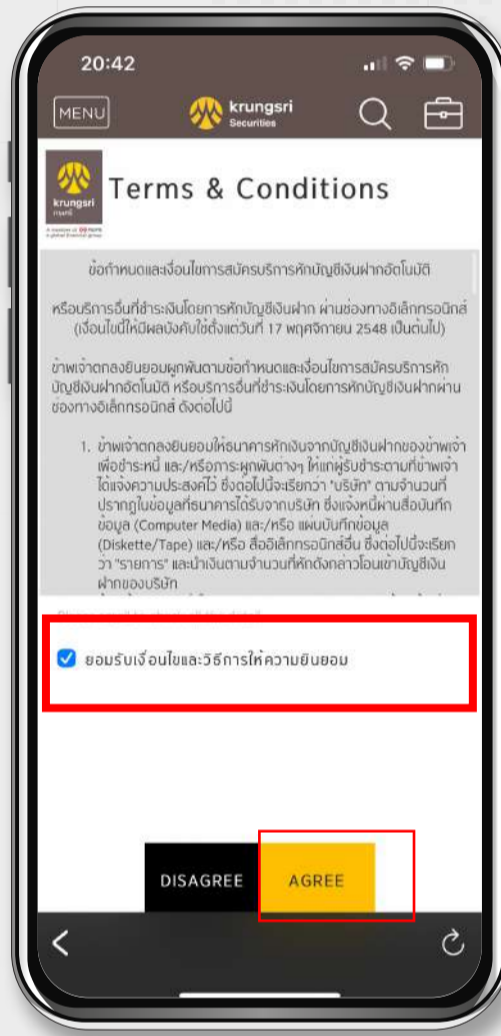 20:42
MENU
krungsri
Securities
krungsri
กรุงศรี
A member of MUFG
a global financial group
Terms & Conditions
ข้อกำหนดและเงื่อนไขการสมัครบริการหักบัญชีเงินฝากอัตโนมัติ
หรือบริการอื่นที่ชำระเงินโดยการหักบัญชีเงินฝาก ผ่านช่องทางอิเล็กทรอนิกส์
(เงื่อนไขนี้ให้มีผลบังคับใช้ตั้งแต่วันที่ 17 พฤศจิกายน 2548 เป็นต้นไป)
ข้าพเจ้าตกลงยินยอมผูกพันตามข้อกำหนดและเงื่อนไขการสมัครบริการหัก
บัญชีเงินฝากอัตโนมัติ หรือบริการอื่นที่ชำระเงินโดยการหักบัญชีเงินฝากผ่าน
ช่องทางอิเล็กทรอนิกส์ ดังต่อไปนี้
1. ข้าพเจ้าตกลงยินยอมให้ธนาคารหักเงินจากบัญชีเงินฝากของข้าพเจ้า
เพื่อชำระหนี้ และ/หรือภาระผูกพันต่างๆ ให้แก่ผู้รับชำระตามที่ข้าพเจ้า
ได้แจ้งความประสงค์ไว้ ซึ่งต่อไปนี้จะเรียกว่า "บริษัท" ตามจำนวนที่
ปรากฏในข้อมูลที่ธนาคารได้รับจากบริษัท ซึ่งแจ้งหนี้ผ่านสื่อบันทึก
ข้อมูล (Computer Media) และ/หรือ แผ่นบันทึกข้อมูล
(Diskette/Tape) และ/หรือ สื่ออิเล็กทรอนิกส์อื่น ซึ่งต่อไปนี้จะเรียก
ว่า "รายการ" และนำเงินตามจำนวนที่หักดังกล่าวโอนเข้าบัญชีเงิน
ฝากของบริษัท
ยอมรับเงื่อนไขและวิธีการให้ความยินยอม
DISAGREE
AGREE